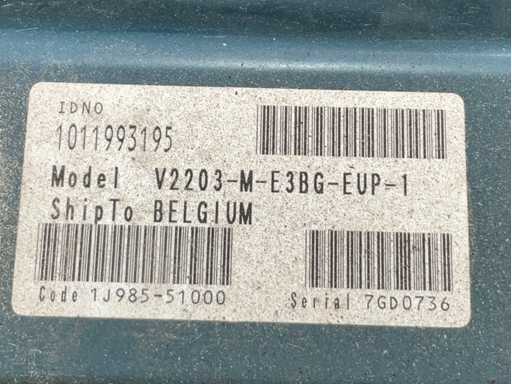 IDNO
1011993195
Model V2203-M-E3BG-EUP-1
ShipTo BELGIUM
Code 1J985-51000 Serial 7GD0736